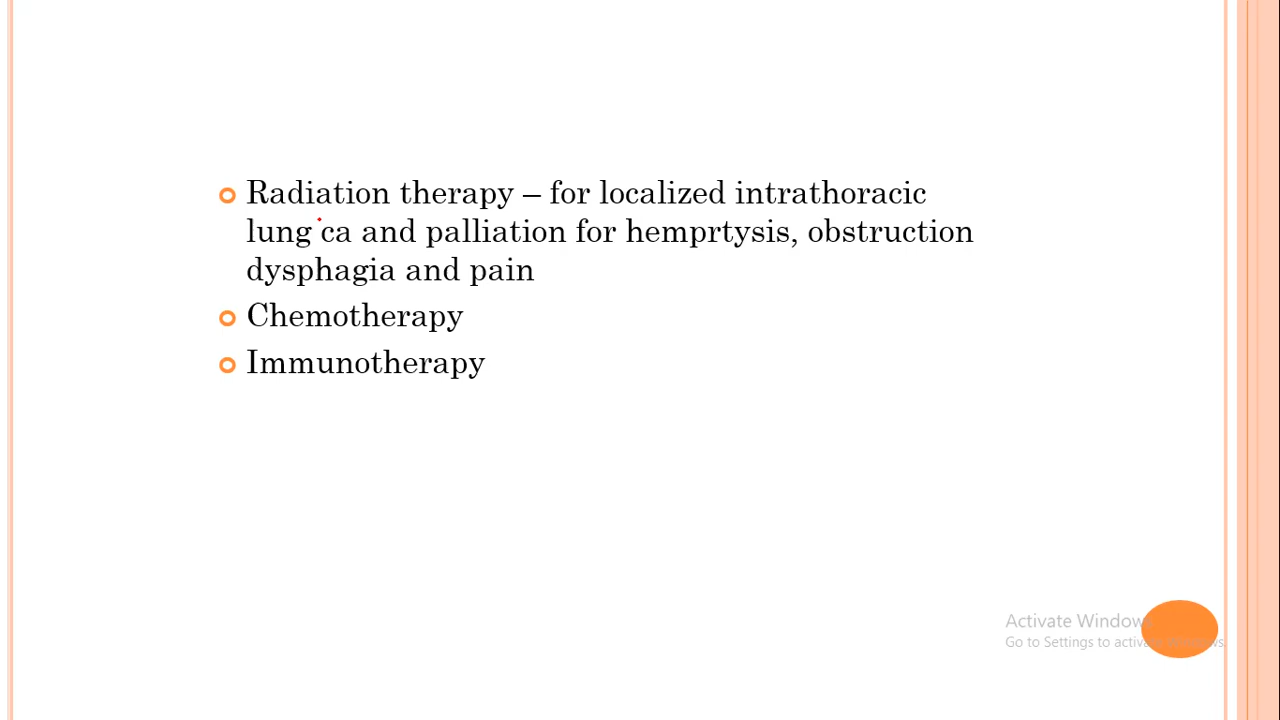 Radiation therapy – for localized intrathoracic
lung ca and palliation for hemprtysis, obstruction
dysphagia and pain
Chemotherapy
Immunotherapy
Activate Windows
Go to Settings to activate Windows.